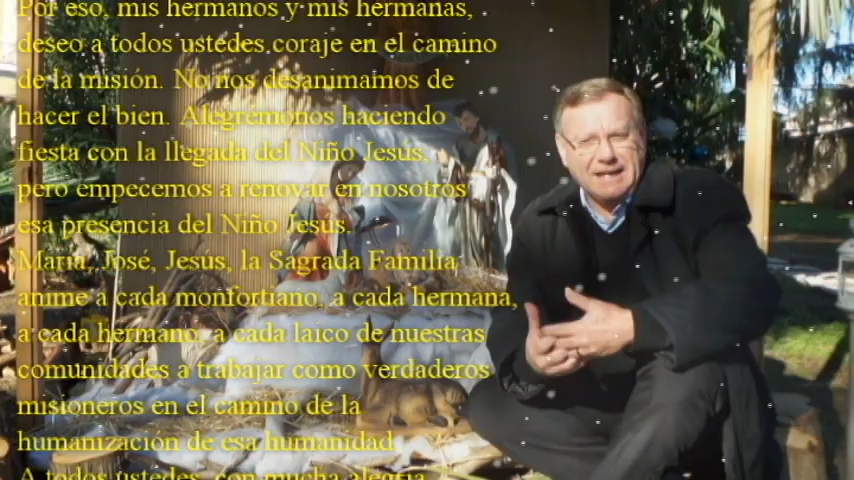 Por eso, mis hermanos y mis hermanas,
deseo a todos ustedes coraje en el camino
de la misión. No nos desanimamos de
hacer el bien. Alegrémonos haciendo
fiesta con la llegada del Niño Jesús,
pero empecemos a renovar en nosotros
esa presencia del Niño Jesús.
María, José, Jesús, la Sagrada Familia
anime a cada monfortiano, a cada hermana,
a cada hermano, a cada laico de nuestras
comunidades a trabajar como verdaderos
misioneros en el camino de la
humanización de esa humanidad
A todos ustedes, con mucha alegría